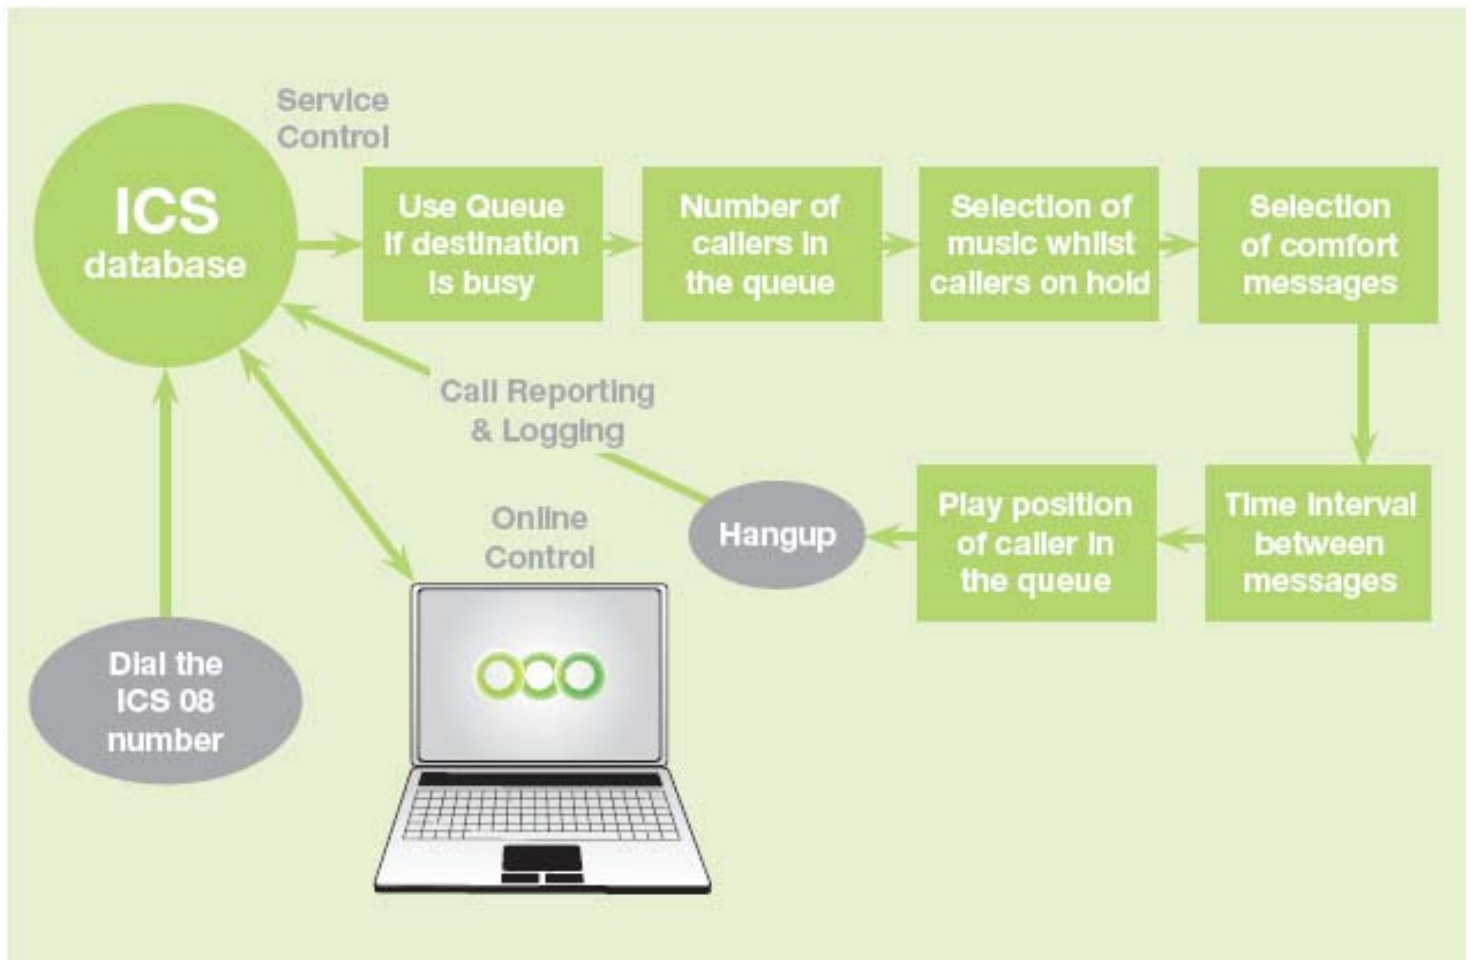 Service
Control
ICS
database
Use Queue
if destination
is busy
Number of
callers in
the queue
Selection of
music whilst
callers on hold
Selection
of comfort
messages
Call Reporting
& Logging
Time interval
between
messages
Play position
of caller in
the queue
Hangup
Online
Control
Dial the
ICS 08
number